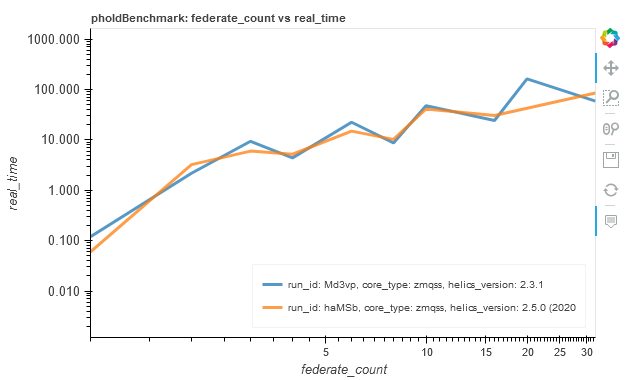 pholdBenchmark: federate_count vs real_time
1000.000
100.000
10.000
1.000
0.100
0.010
real_time
run_id: Md3vp, core_type: zmqss, helics_version: 2.3.1
run_id: haMSb, core_type: zmqss, helics_version: 2.5.0 (2020
5 10 15 20 25 30
federate_count